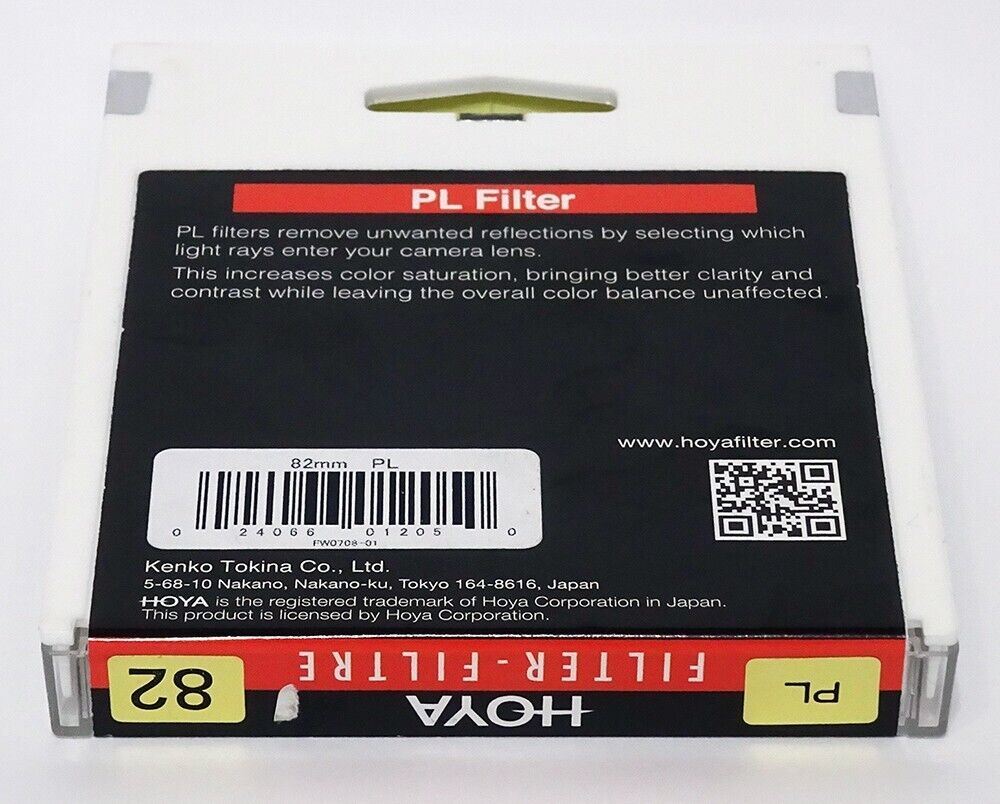 PL Filter
PL filters remove unwanted reflections by selecting which
light rays enter your camera lens.
This increases color saturation, bringing better clarity and
contrast while leaving the overall color balance unaffected.
www.hoyafilter.com
82mm PL
0 24066 01205 0
PW0708-01
Kenko Tokina Co., Ltd.
5-68-10 Nakano, Nakano-ku, Tokyo 164-8616, Japan
HOYA is the registered trademark of Hoya Corporation in Japan.
This product is licensed by Hoya Corporation.
PL
FILTER-FILTRE
82
HOYA